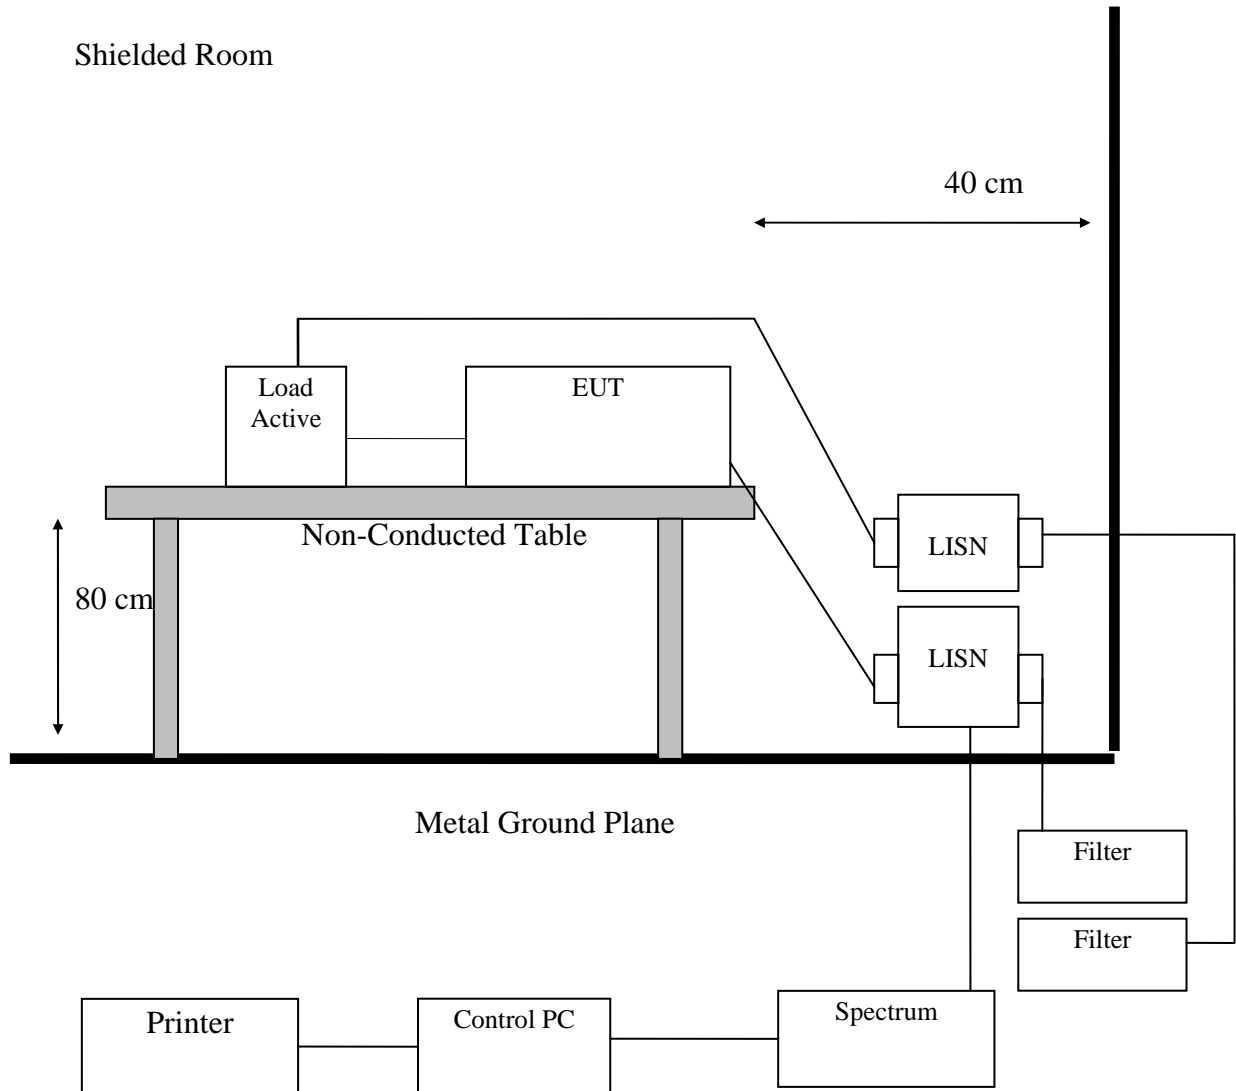 Shielded Room
40 cm
Load
Active
EUT
Non-Conducted Table
LISN
80 cm
LISN
Metal Ground Plane
Filter
Filter
Printer
Control PC
Spectrum